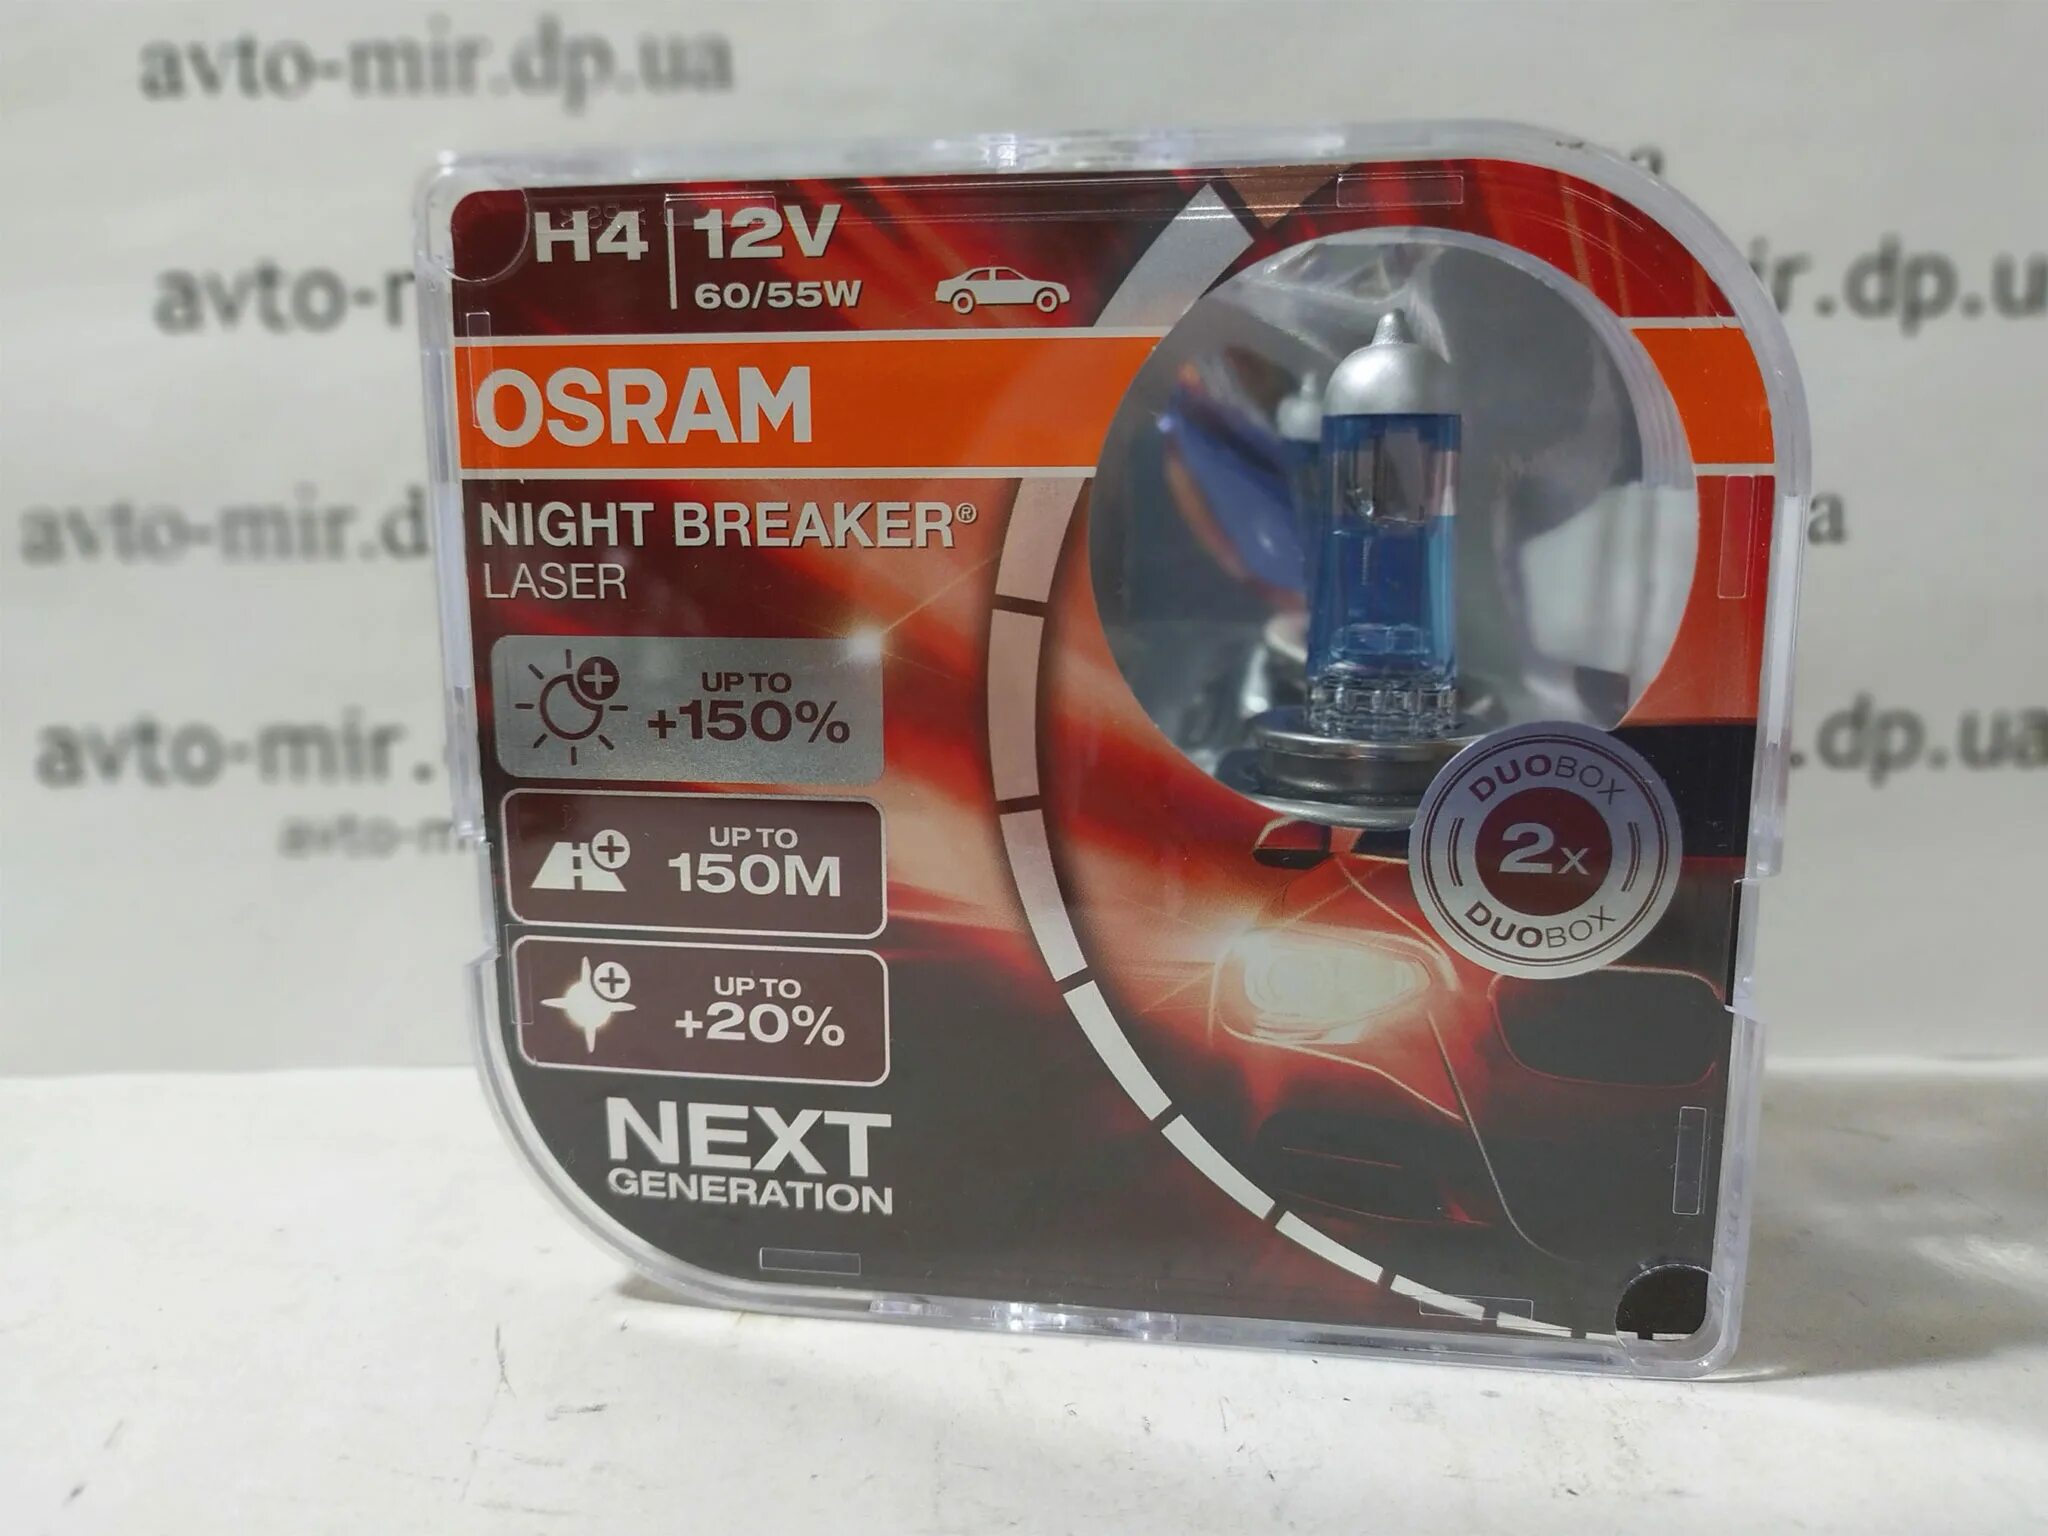 avto-mir.dp.ua
H4 12V
60/55W
OSRAM
NIGHT BREAKER®
LASER
UP TO
+150%
UP TO
150M
UP TO
+20%
NEXT
GENERATION
DUOBOX
2x
DUOBOX